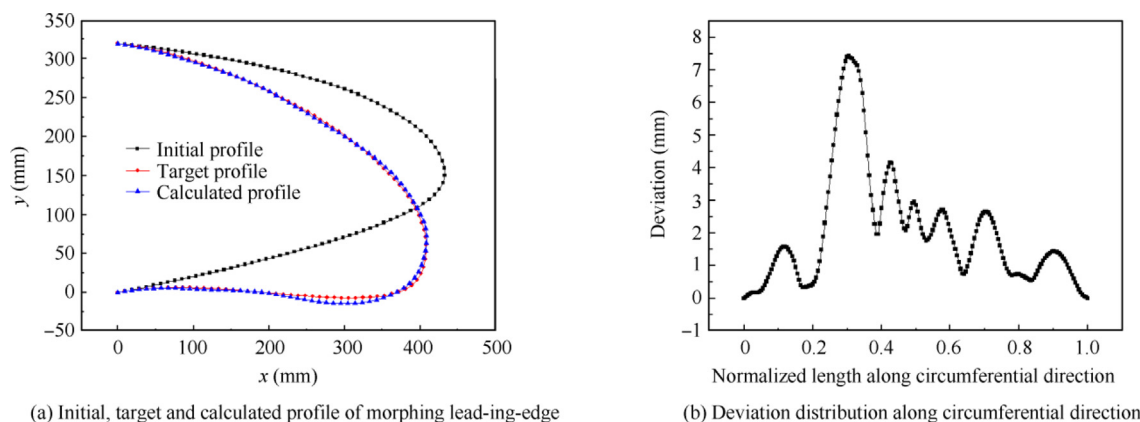 350
300
250
200
150
100
50
0
−50
y (mm)
Initial profile
Target profile
Calculated profile
0 100 200 300 400 500
x (mm)
(a) Initial, target and calculated profile of morphing lead-ing-edge
8
7
6
5
4
3
2
1
0
−1
Deviation (mm)
0 0.2 0.4 0.6 0.8 1.0
Normalized length along circumferential direction
(b) Deviation distribution along circumferential direction